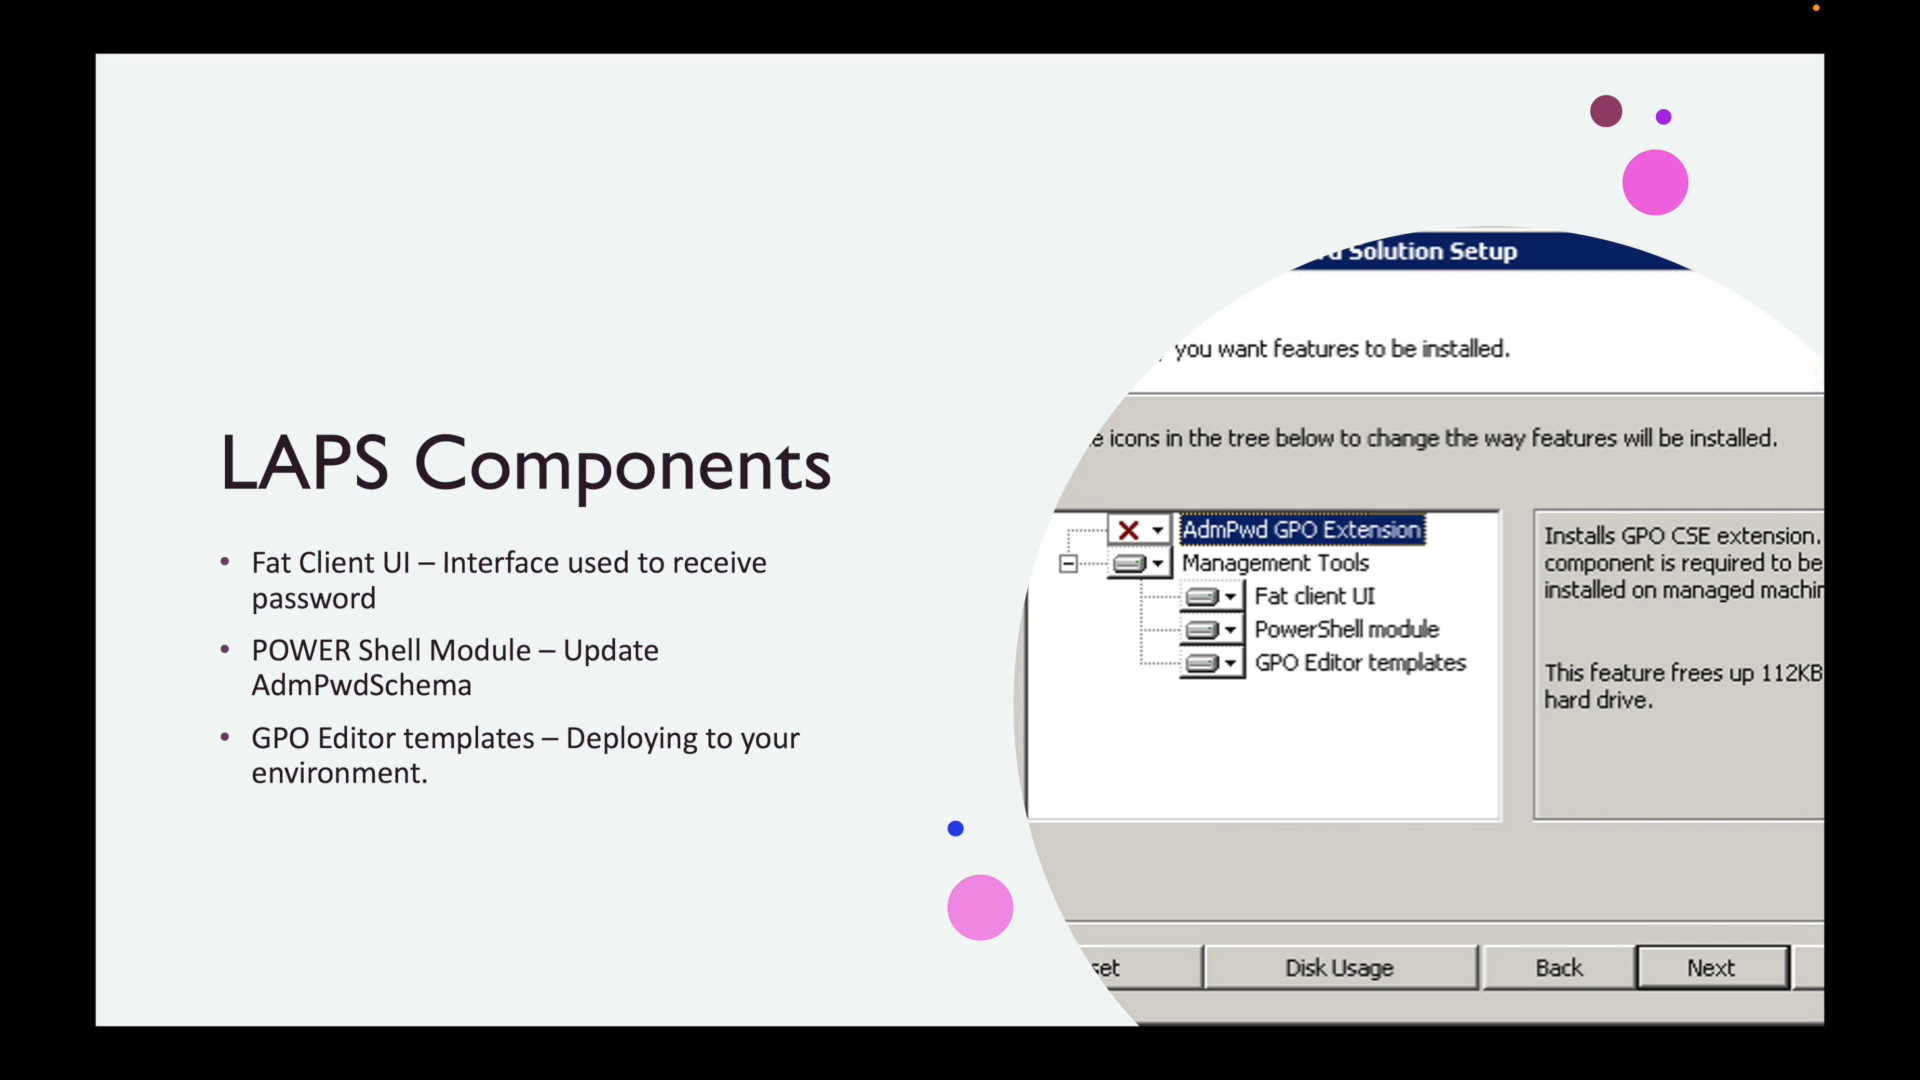 LAPS Components
• Fat Client UI – Interface used to receive
password
• POWER Shell Module – Update
AdmPwdSchema
• GPO Editor templates – Deploying to your
environment.
Solution Setup
you want features to be installed.
icons in the tree below to change the way features will be installed.
AdmPwd GPO Extension
Management Tools
Fat client UI
PowerShell module
GPO Editor templates
Installs GPO CSE extension.
component is required to be
installed on managed
This feature frees up 112KB
hard drive.
Disk Usage
Back
Next